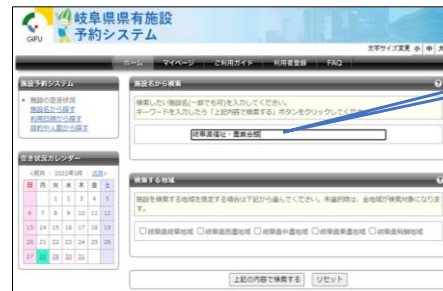 岐阜県県有施設
予約システム
GIFU
文字サイズ変更 小 中 大
ホーム マイページ ご利用ガイド 利用者登録 FAQ
施設予約システム
施設の空き状況
施設名から探す
利用日時から探す
目的や人数から探す
空き状況カレンダー
<前月 2022年3月 次月>
日 月 火 水 木 金 土
1 2 3 4 5
6 7 8 9 10 11 12
13 14 15 16 17 18 19
20 21 22 23 24 25 26
27 28 29 30 31
施設名から検索
検索したい施設名(一部でも可)を入力してください。
キーワードを入力したら「上記内容で検索する」ボタンをクリックしてください。
岐阜県福祉・農業会館
検索する地域
施設を検索する地域を限定する場合は下記から選んでください。未選択時は、全地域が検索対象になります。
岐阜県岐阜地域 岐阜県西濃地域 岐阜県中濃地域 岐阜県東濃地域 岐阜県飛騨地域
上記の内容で検索する リセット